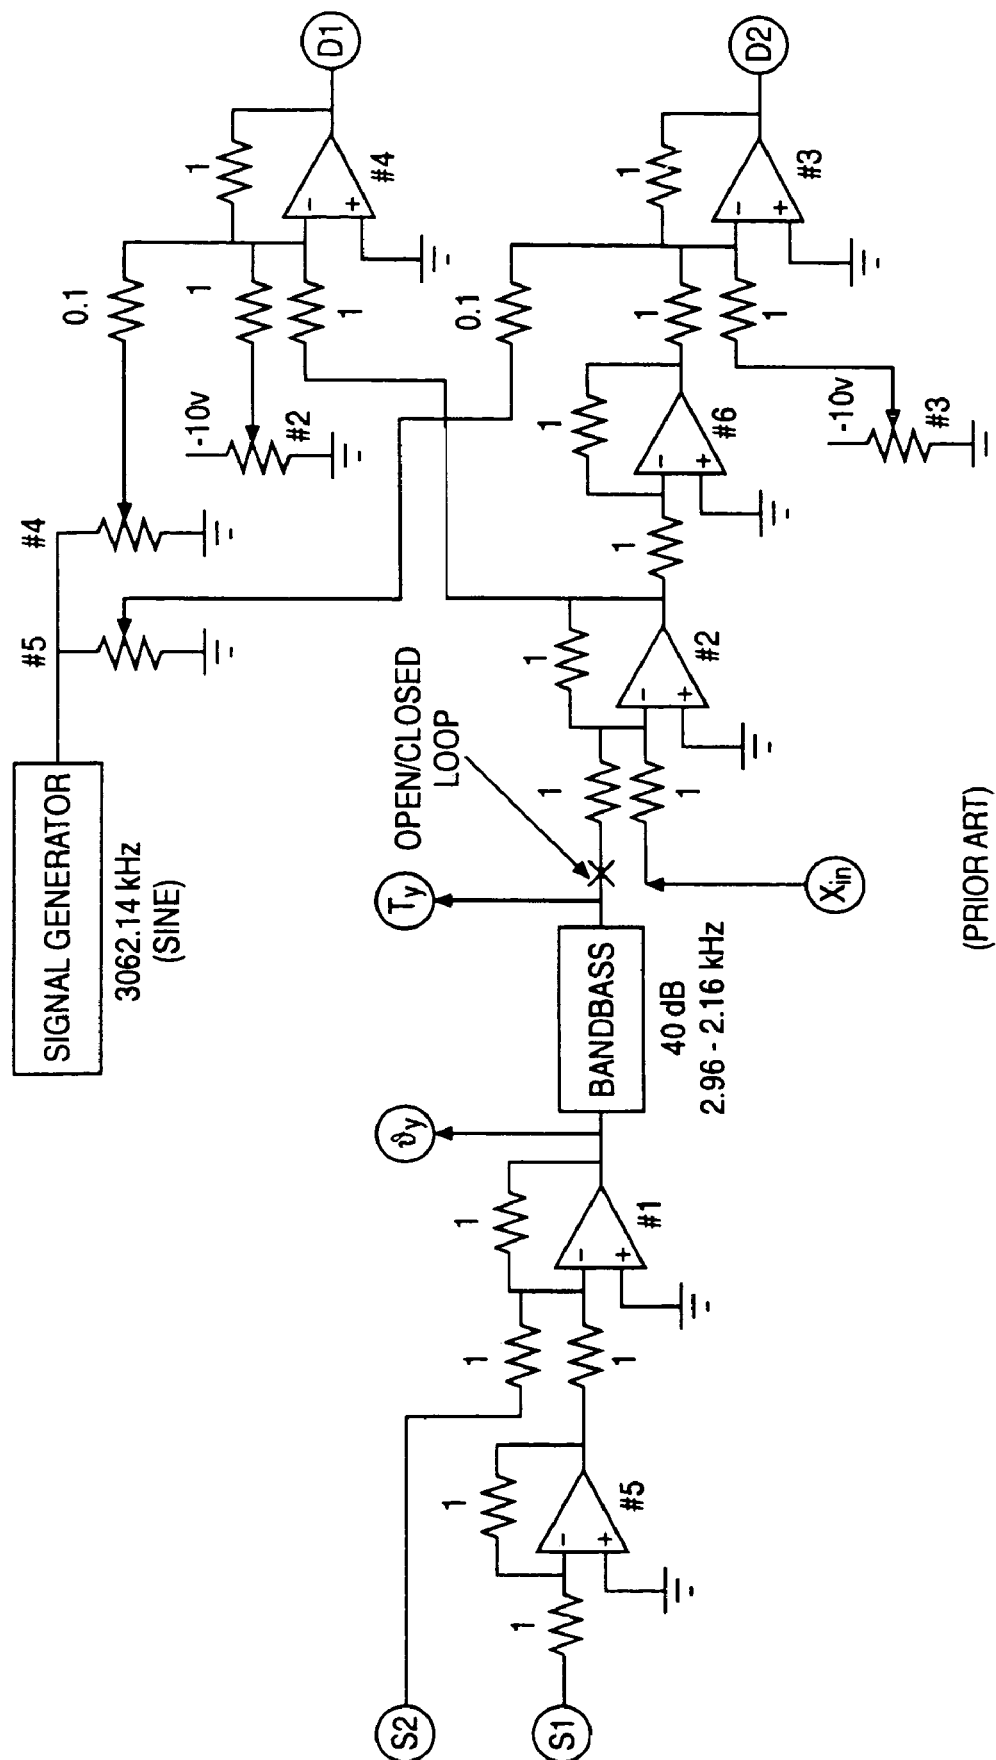 SIGNAL GENERATOR
3062.14 kHz
(SINE)
#5
#4
0.1
-10v
#2
1
1
1
-
+
#4
D1
S2
S1
1
1
-
+
#5
1
1
1
-
+
#1
ϑy
BANDBASS
40 dB
2.96 - 2.16 kHz
Ty
OPEN/CLOSED
LOOP
Xin
1
1
1
-
+
#2
1
1
-
+
#6
0.1
1
1
-10v
#3
1
-
+
#3
D2
(PRIOR ART)